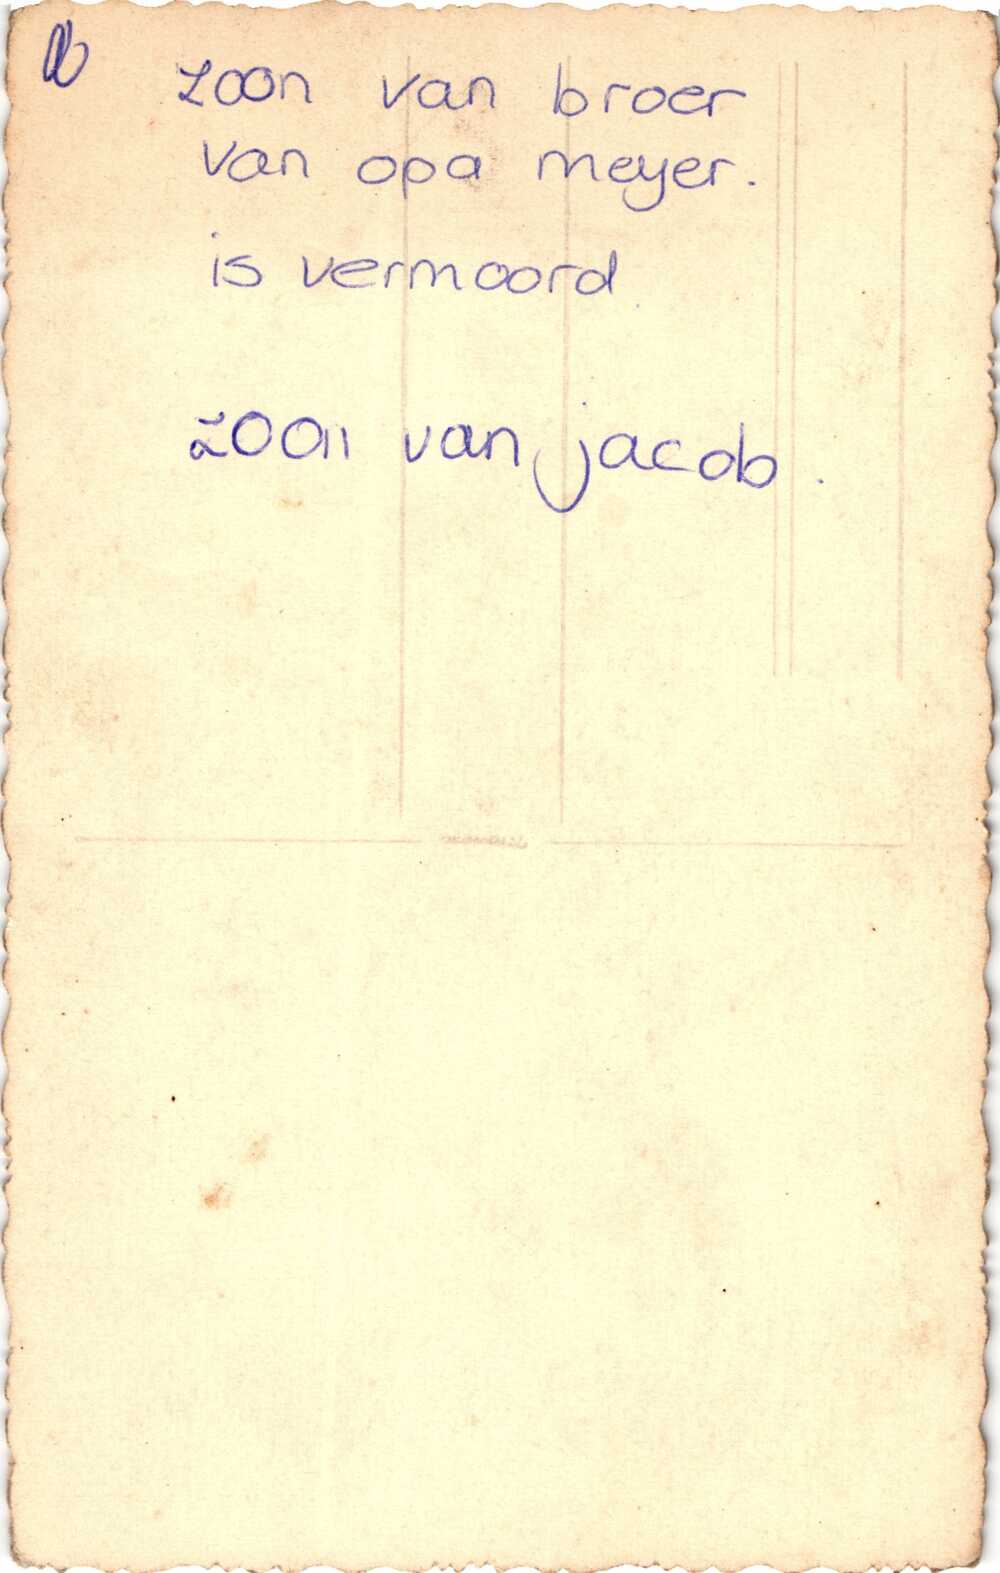 zoon van broer
van opa meyer.
is vermoord.
zoon van jacob.